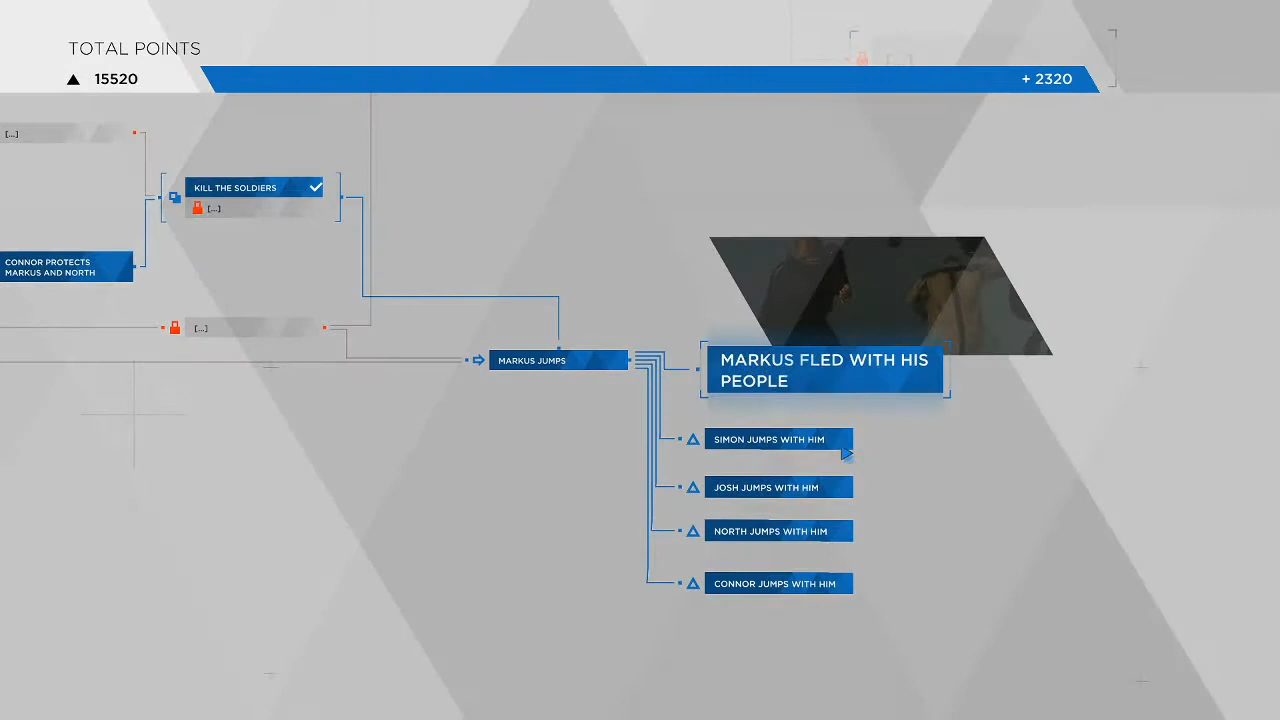 TOTAL POINTS
15520
+ 2320
[...]
[...]
KILL THE SOLDIERS
[...]
CONNOR PROTECTS
MARKUS AND NORTH
[...]
MARKUS JUMPS
MARKUS FLED WITH HIS
PEOPLE
SIMON JUMPS WITH HIM
JOSH JUMPS WITH HIM
NORTH JUMPS WITH HIM
CONNOR JUMPS WITH HIM